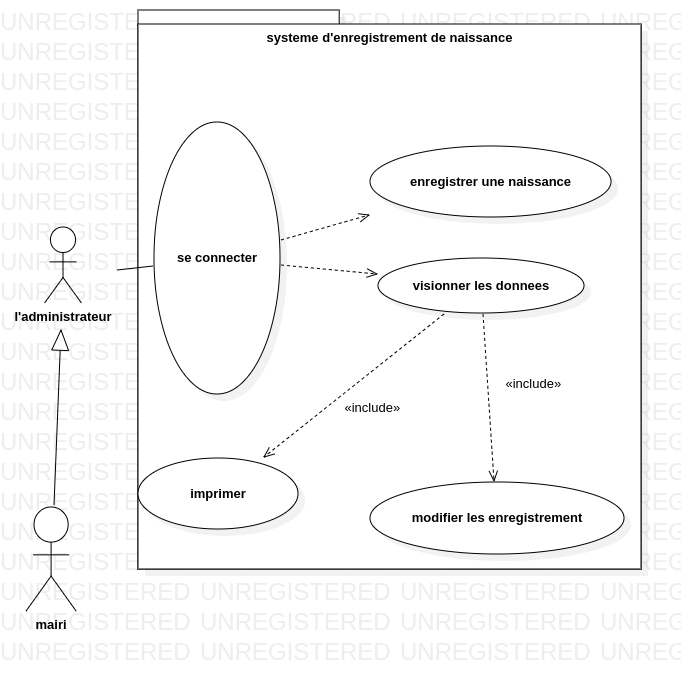 systeme d'enregistrement de naissance
enregistrer une naissance
se connecter
visionner les donnees
l'administrateur
«include»
«include»
imprimer
modifier les enregistrement
mairi
UNREGISTERED UNREGISTERED UNREGISTERED UNREG